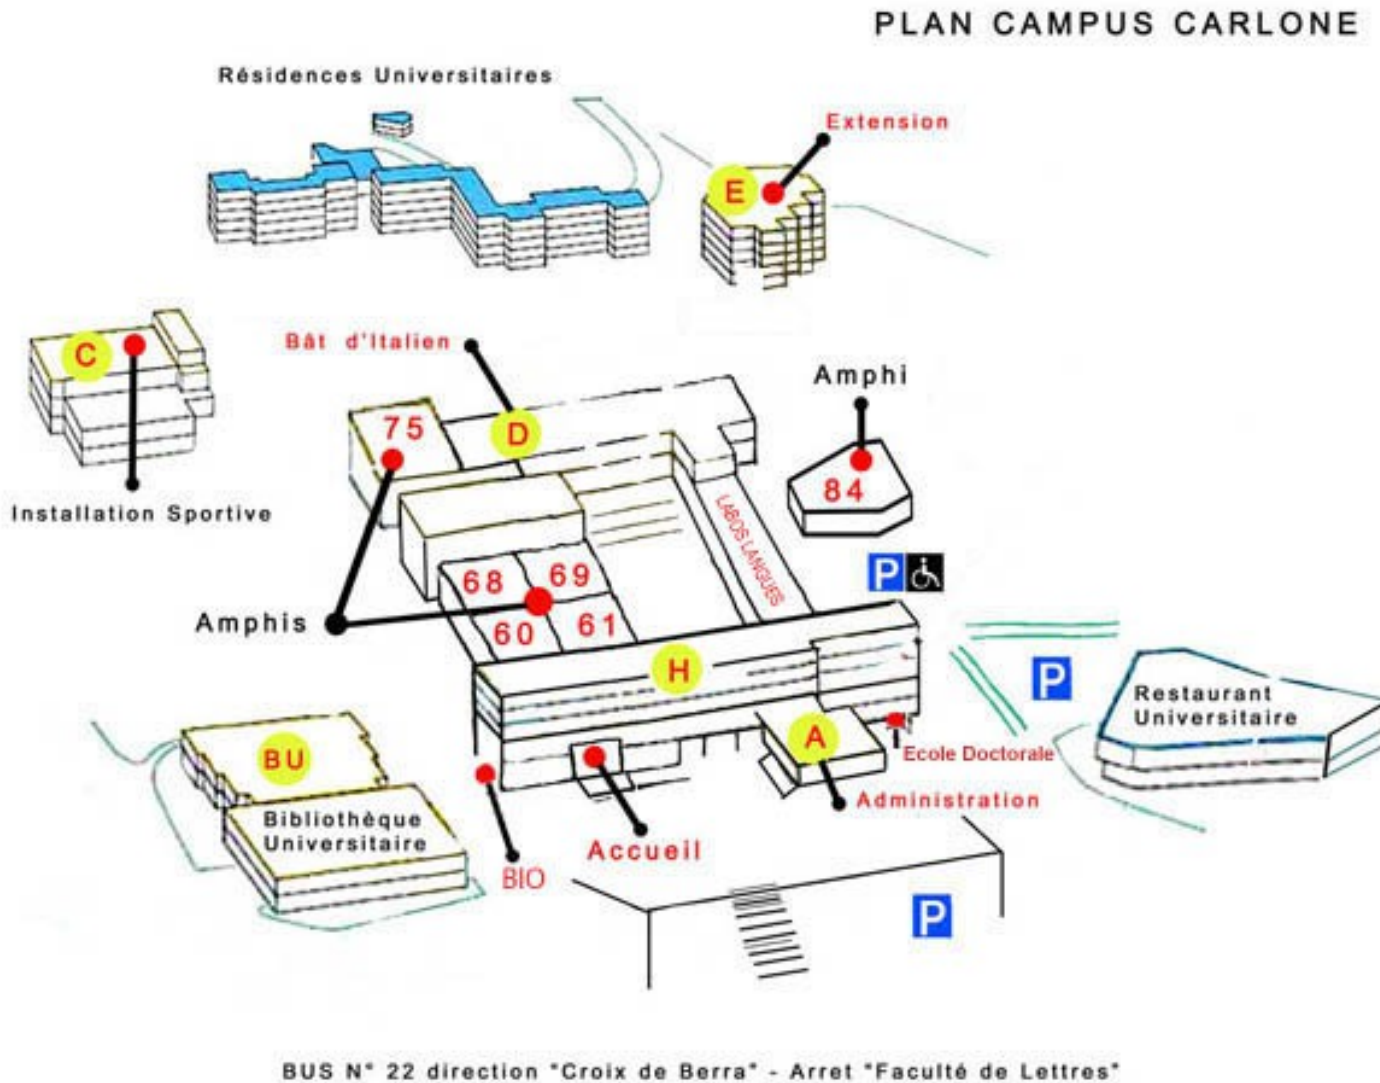 PLAN CAMPUS CARLONE
Résidences Universitaires
Extension
E
Bât d'Italien
C
Amphi
D
75
84
Installation Sportive
LABOS LANGUES
P
68
69
Amphis
60
61
H
P
Restaurant
Universitaire
BU
A
Ecole Doctorale
Administration
Bibliothèque
Universitaire
Accueil
BIO
P
BUS N° 22 direction "Croix de Berra" - Arret "Faculté de Lettres"